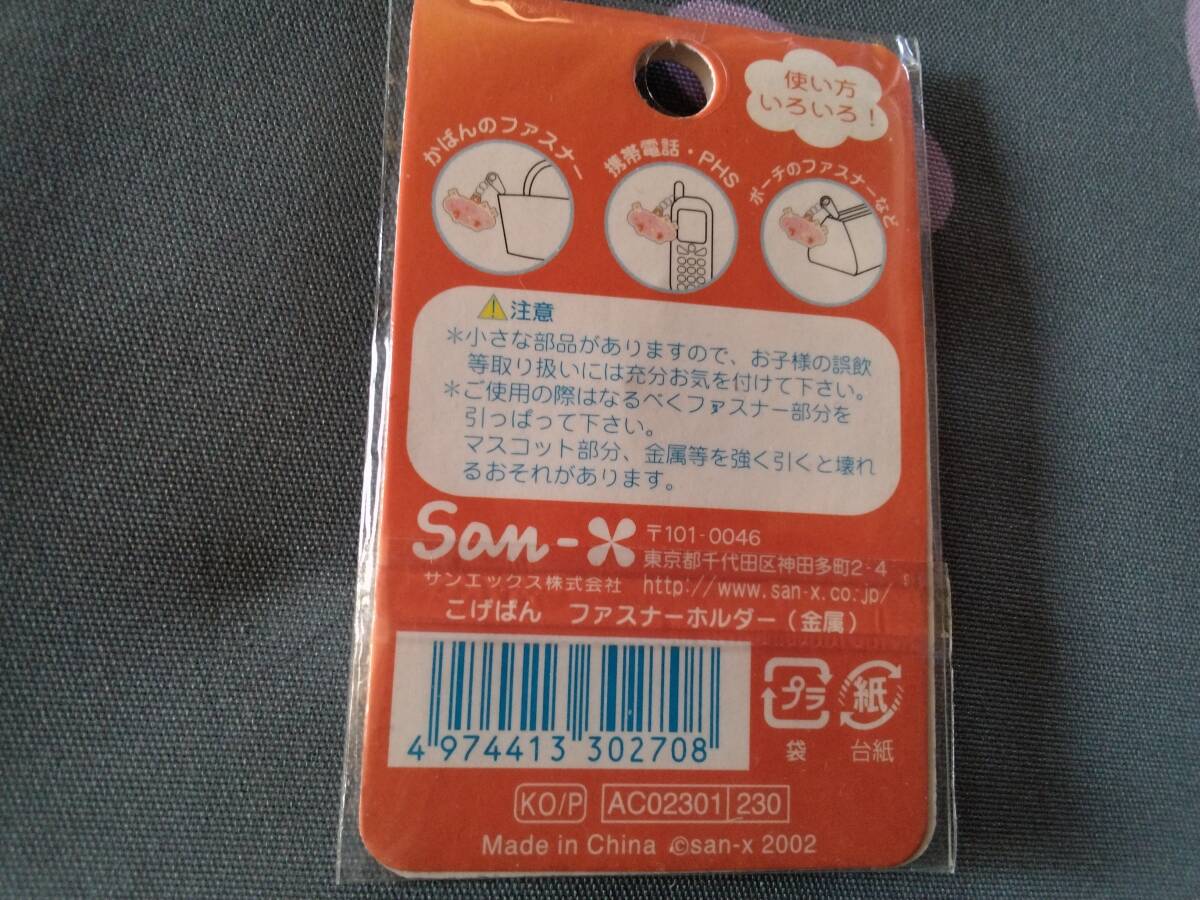 使い方
いろいろ!
かばんのファスナー
携帯電話・PHS
ポーチのファスナーなど
注意
*小さな部品がありますので、お子様の誤飲
等取り扱いには充分お気を付けて下さい。
*ご使用の際はなるべくファスナー部分を
引っぱって下さい。
マスコット部分、金属等を強く引くと壊れ
るおそれがあります。
San-X
〒101-0046
東京都千代田区神田多町2-4
サンエックス株式会社 http://www.san-x.co.jp/
こげぱん ファスナーホルダー(金属)
4 974413 302708
プラ 紙
袋 台紙
KO/P AC02301 230
Made in China ©san-x 2002